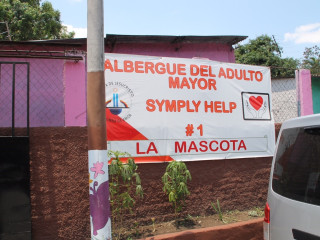 ALBERGUE DEL ADULTO
MAYOR
SYMPLY HELP
#1
LA MASCOTA